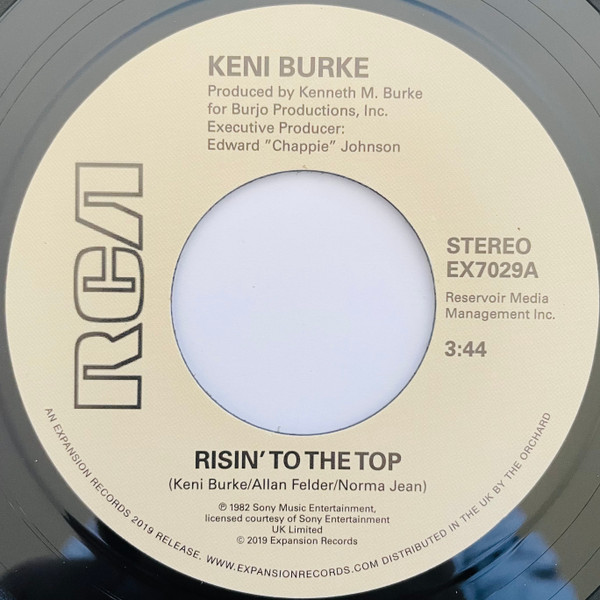 KENI BURKE
Produced by Kenneth M. Burke
for Burjo Productions, Inc.
Executive Producer:
Edward "Chappie" Johnson
RCA
STEREO
EX7029A
Reservoir Media
Management Inc.
3:44
RISIN' TO THE TOP
(Keni Burke/Allan Felder/Norma Jean)
℗ 1982 Sony Music Entertainment,
licensed courtesy of Sony Entertainment
UK Limited
© 2019 Expansion Records
AN EXPANSION RECORDS 2019 RELEASE. WWW.EXPANSIONRECORDS.COM DISTRIBUTED IN THE UK BY THE ORCHARD